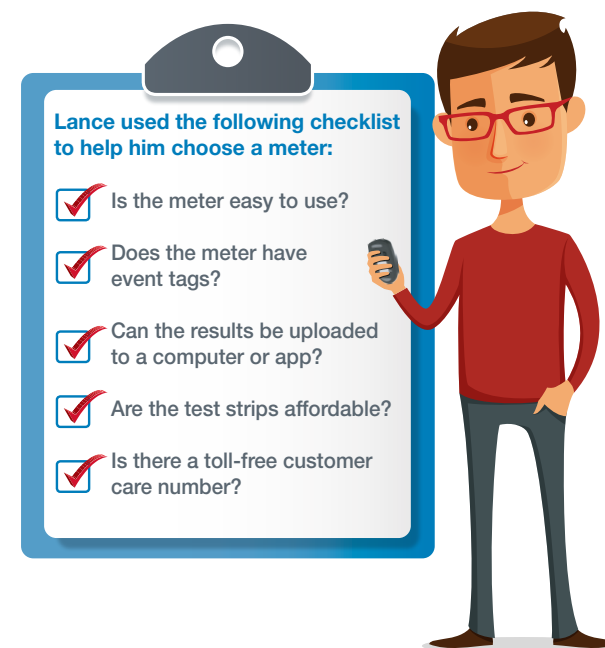 Lance used the following checklist
to help him choose a meter:
Is the meter easy to use?
Does the meter have
event tags?
Can the results be uploaded
to a computer or app?
Are the test strips affordable?
Is there a toll-free customer
care number?